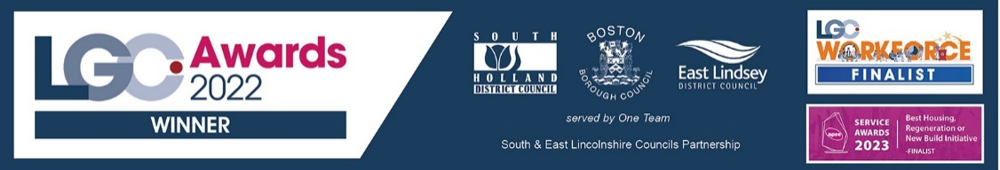 LGC Awards
2022
WINNER
SOUTH
HOLLAND
DISTRICT COUNCIL
BOSTON
BOROUGH COUNCIL
East Lindsey
DISTRICT COUNCIL
served by One Team
South & East Lincolnshire Councils Partnership
LGC
WORKFORCE
FINALIST
apse
SERVICE
AWARDS
2023
Best Housing,
Regeneration or
New Build Initiative
-FINALIST